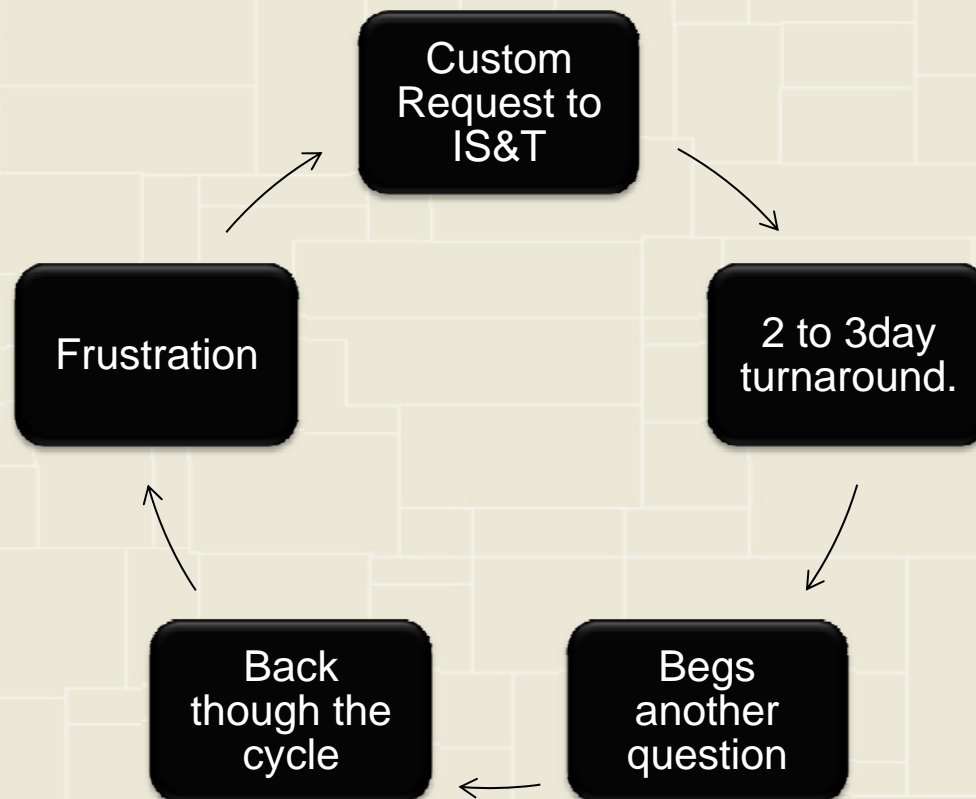 Custom
Request to
IS&T
2 to 3day
turnaround.
Begs
another
question
Back
though the
cycle
Frustration